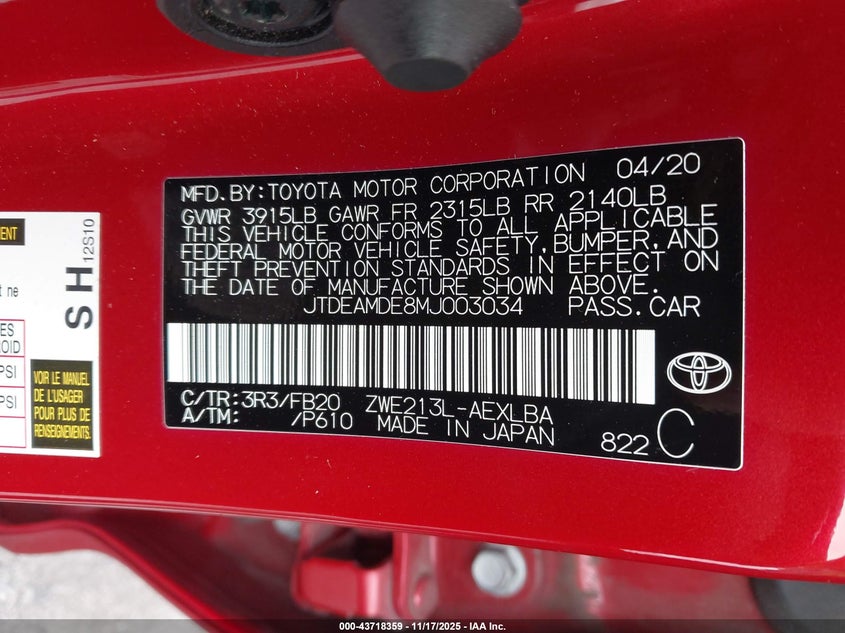 MFD.BY:TOYOTA MOTOR CORPORATION 04/20
GVWR 3915LB GAWR FR 2315LB RR 2140LB
THIS VEHICLE CONFORMS TO ALL APPLICABLE
FEDERAL MOTOR VEHICLE SAFETY,BUMPER,AND
THEFT PREVENTION STANDARDS IN EFFECT ON
THE DATE OF MANUFACTURE SHOWN ABOVE.
JTDEAMDE8MJ003034 PASS.CAR
C/TR:3R3/FB20 ZWE213L-AEXLBA
A/TM: /P610 MADE IN JAPAN
822 C
SH
12S10
VOIR LE MANUEL
DE L'USAGER
POUR PLUS DE
RENSEIGNEMENTS.
PSI
PSI
000-43718359 - 11/17/2025 - IAA Inc.